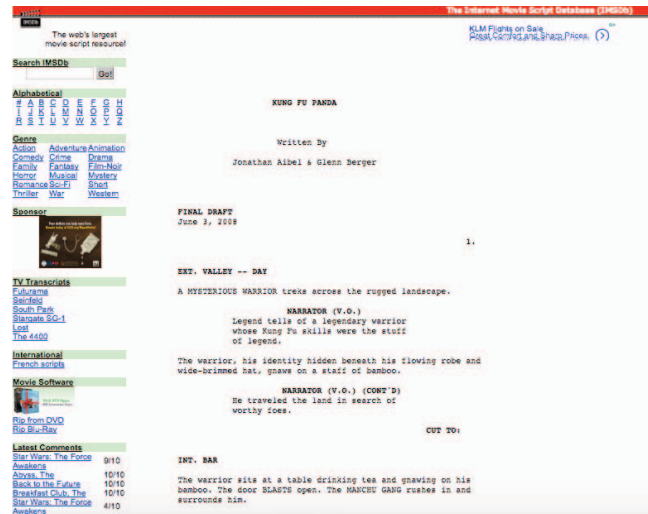 The Internet Movie Script Database (IMSDb)
IMSDb
The web's largest
movie script resource!
KLM Flights on Sale
Great Comfort and Sharp Prices.
Search IMSDb
Go!
Alphabetical
# A B C D E F G H
I J K L M N O P Q
R S T U V W X Y Z
Genre
Action Adventure Animation
Comedy Crime Drama
Family Fantasy Film-Noir
Horror Musical Mystery
Romance Sci-Fi Short
Thriller War Western
Sponsor
TV Transcripts
Futurama
Seinfeld
South Park
Stargate SG-1
Lost
The 4400
International
French scripts
Movie Software
Rip from DVD
Rip Blu-Ray
Latest Comments
Star Wars: The Force
Awakens 9/10
Abyss, The 10/10
Back to the Future 10/10
Breakfast Club, The 10/10
Star Wars: The Force
Awakens 4/10
KUNG FU PANDA
Written By
Jonathan Aibel & Glenn Berger
FINAL DRAFT
June 3, 2008
1.
EXT. VALLEY -- DAY
A MYSTERIOUS WARRIOR treks across the rugged landscape.
NARRATOR (V.O.)
Legend tells of a legendary warrior
whose Kung Fu skills were the stuff
of legend.
The warrior, his identity hidden beneath his flowing robe and
wide-brimmed hat, gnaws on a staff of bamboo.
NARRATOR (V.O.) (CONT'D)
He traveled the land in search of
worthy foes.
CUT TO:
INT. BAR
The warrior sits at a table drinking tea and gnawing on his
bamboo. The door BLASTS open. The MANCHU GANG rushes in and
surrounds him.